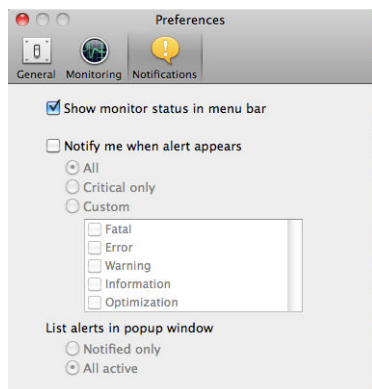 Preferences
General Monitoring Notifications
Show monitor status in menu bar
Notify me when alert appears
All
Critical only
Custom
Fatal
Error
Warning
Information
Optimization
List alerts in popup window
Notified only
All active